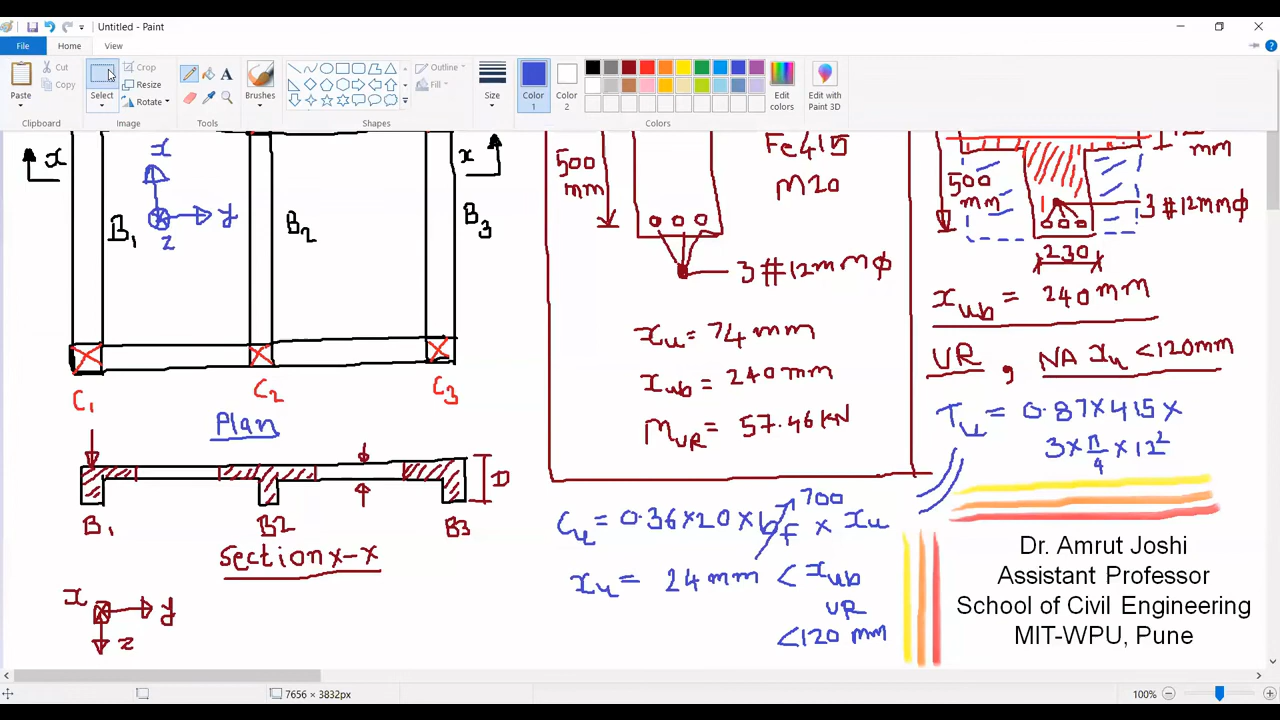 Untitled - Paint
File
Home
View
Paste
Cut
Copy
Clipboard
Select
Crop
Resize
Rotate
Image
Tools
Brushes
Outline
Fill
Shapes
Size
Color
1
Color
2
Edit
colors
Edit with
Paint 3D
Colors
x
x
x
y
z
B1
B2
B3
C1
C2
C3
Plan
D
B1
B2
B3
Section x-x
x
y
z
500
mm
Fe415
M20
3 # 12mm ϕ
xu = 74 mm
xub = 240 mm
MUR = 57.46 KN
mm
500
mm
3 # 12mm ϕ
230
xub = 240 mm
UR, NA xu < 120mm
Tu = 0.87 × 415 ×
3 × π/4 × 12²
Cu = 0.36 × 20 × bf × xu
700
xu = 24 mm < xub
UR
< 120 mm
Dr. Amrut Joshi
Assistant Professor
School of Civil Engineering
MIT-WPU, Pune
7656 × 3832px
100%